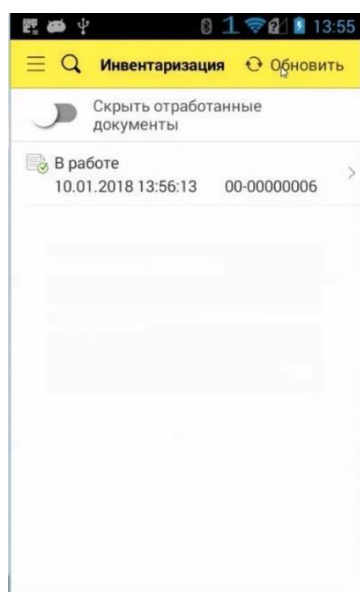 13:55
Инвентаризация Обновить
Скрыть отработанные
документы
В работе
10.01.2018 13:56:13 00-00000006